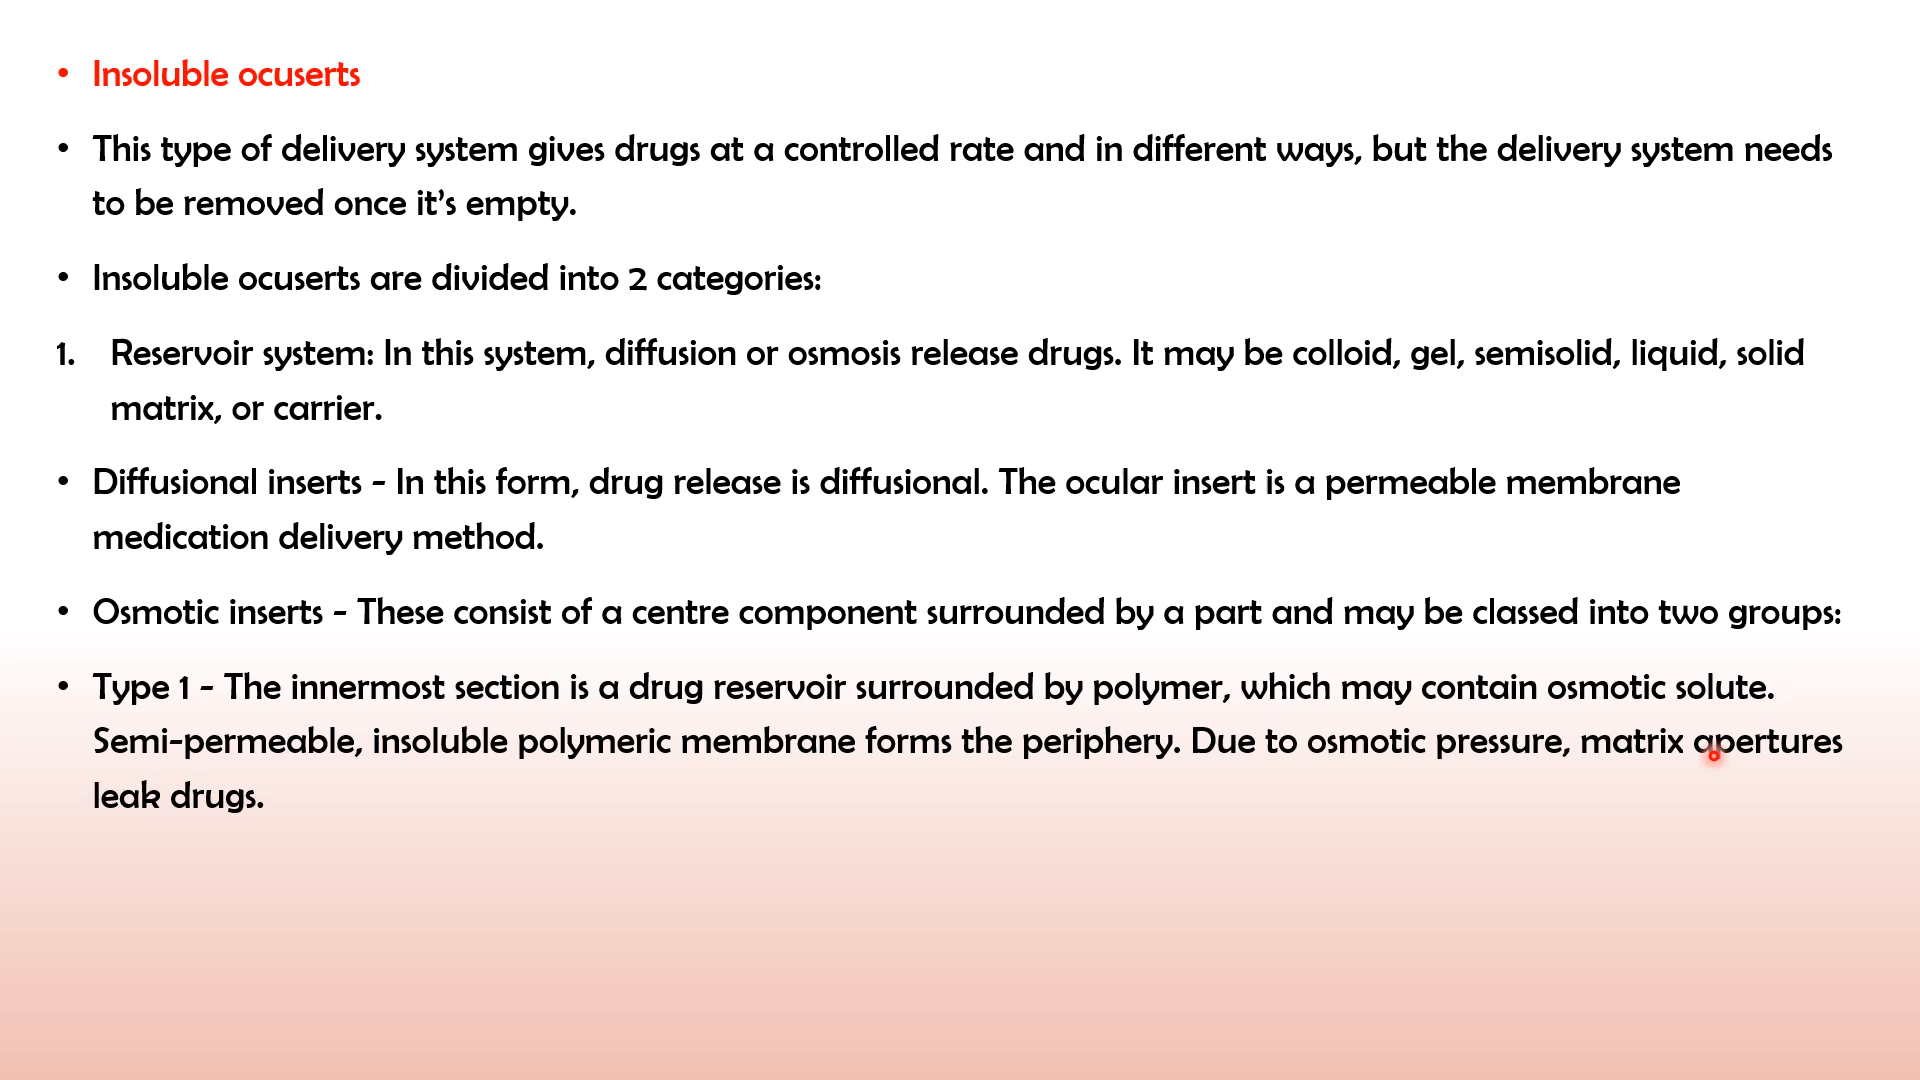 • Insoluble ocuserts
• This type of delivery system gives drugs at a controlled rate and in different ways, but the delivery system needs
to be removed once it’s empty.
• Insoluble ocuserts are divided into 2 categories:
1. Reservoir system: In this system, diffusion or osmosis release drugs. It may be colloid, gel, semisolid, liquid, solid
matrix, or carrier.
• Diffusional inserts - In this form, drug release is diffusional. The ocular insert is a permeable membrane
medication delivery method.
• Osmotic inserts - These consist of a centre component surrounded by a part and may be classed into two groups:
• Type 1 - The innermost section is a drug reservoir surrounded by polymer, which may contain osmotic solute.
Semi-permeable, insoluble polymeric membrane forms the periphery. Due to osmotic pressure, matrix apertures
leak drugs.